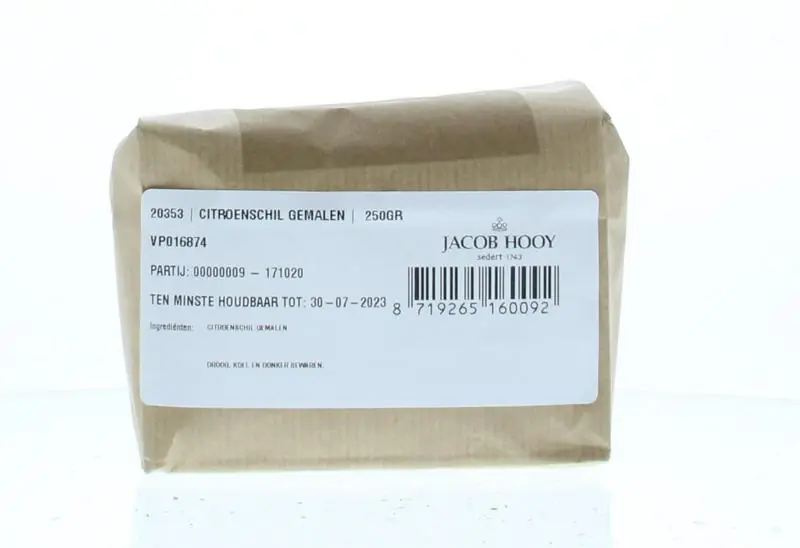 20353 | CITROENSCHIL GEMALEN | 250GR
VP016874
JACOB HOOY
sedert 1743
PARTIJ: 00000009 - 171020
TEN MINSTE HOUDBAAR TOT: 30-07-2023
8 719265 160092
Ingrediënten: CITROENSCHIL GEMALEN
DROOG, KOEL EN DONKER BEWAREN.